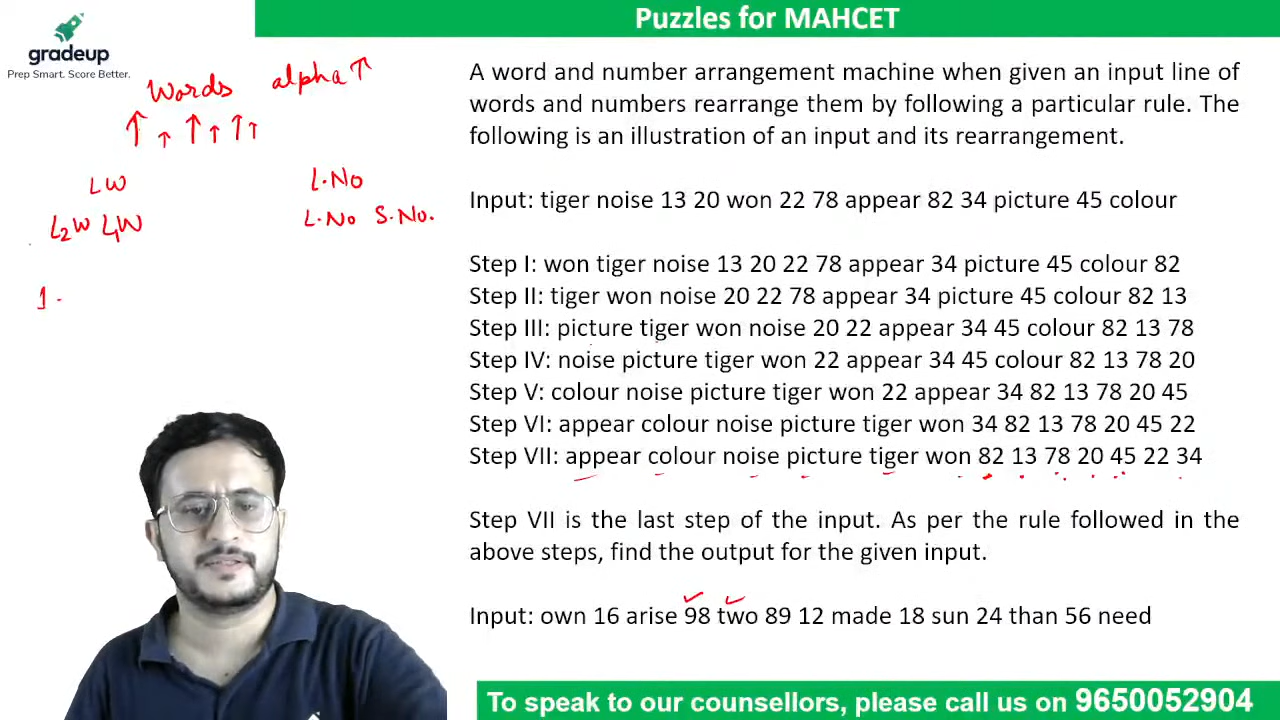 Puzzles for MAHCET
gradeup
Prep Smart. Score Better.
Words alpha ↑
↑ ↑ ↑ ↑ ↑ ↑
LW L.No
L2W L1W L.No S.No.
1.
A word and number arrangement machine when given an input line of
words and numbers rearrange them by following a particular rule. The
following is an illustration of an input and its rearrangement.
Input: tiger noise 13 20 won 22 78 appear 82 34 picture 45 colour
Step I: won tiger noise 13 20 22 78 appear 34 picture 45 colour 82
Step II: tiger won noise 20 22 78 appear 34 picture 45 colour 82 13
Step III: picture tiger won noise 20 22 appear 34 45 colour 82 13 78
Step IV: noise picture tiger won 22 appear 34 45 colour 82 13 78 20
Step V: colour noise picture tiger won 22 appear 34 82 13 78 20 45
Step VI: appear colour noise picture tiger won 34 82 13 78 20 45 22
Step VII: appear colour noise picture tiger won 82 13 78 20 45 22 34
Step VII is the last step of the input. As per the rule followed in the
above steps, find the output for the given input.
Input: own 16 arise 98 two 89 12 made 18 sun 24 than 56 need
To speak to our counsellors, please call us on 9650052904